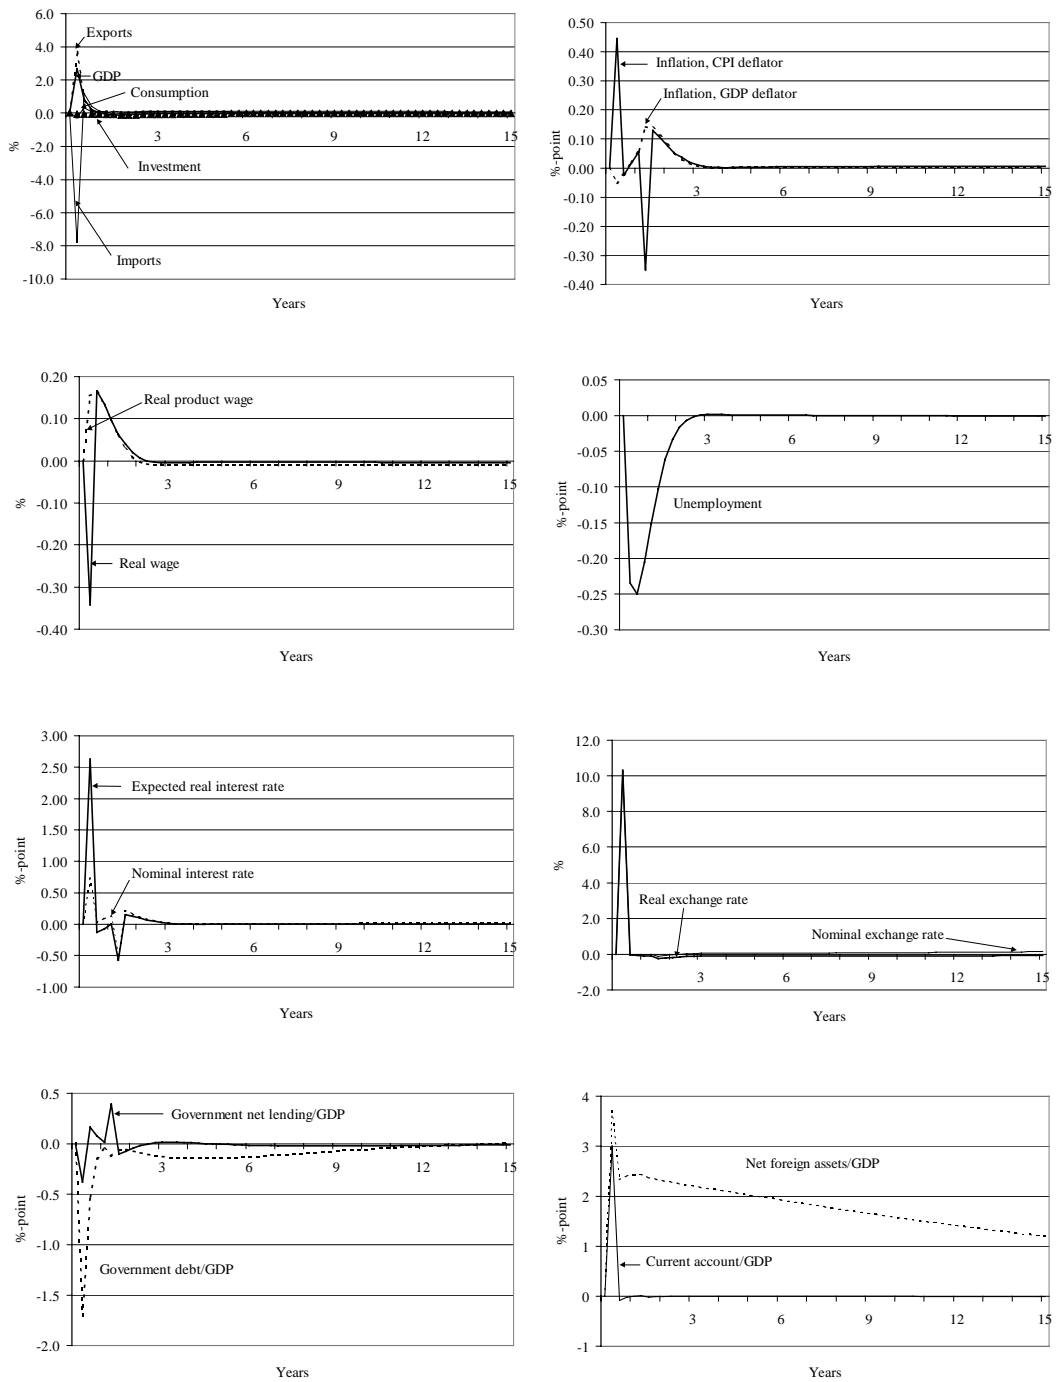 6.0
4.0
2.0
0.0
-2.0
-4.0
-6.0
-8.0
-10.0
%
Exports
GDP
Consumption
Investment
Imports
3 6 9 12 15
Years
0.50
0.40
0.30
0.20
0.10
0.00
-0.10
-0.20
-0.30
-0.40
%-point
Inflation, CPI deflator
Inflation, GDP deflator
3 6 9 12 15
Years
0.20
0.10
0.00
-0.10
-0.20
-0.30
-0.40
%
Real product wage
Real wage
3 6 9 12 15
Years
0.05
0.00
-0.05
-0.10
-0.15
-0.20
-0.25
-0.30
%-point
Unemployment
3 6 9 12 15
Years
3.00
2.50
2.00
1.50
1.00
0.50
0.00
-0.50
-1.00
%-point
Expected real interest rate
Nominal interest rate
3 6 9 12 15
Years
12.0
10.0
8.0
6.0
4.0
2.0
0.0
-2.0
%
Real exchange rate
Nominal exchange rate
3 6 9 12 15
Years
0.5
0.0
-0.5
-1.0
-1.5
-2.0
%-point
Government net lending/GDP
Government debt/GDP
3 6 9 12 15
Years
4
3
2
1
0
-1
%-point
Net foreign assets/GDP
Current account/GDP
3 6 9 12 15
Years